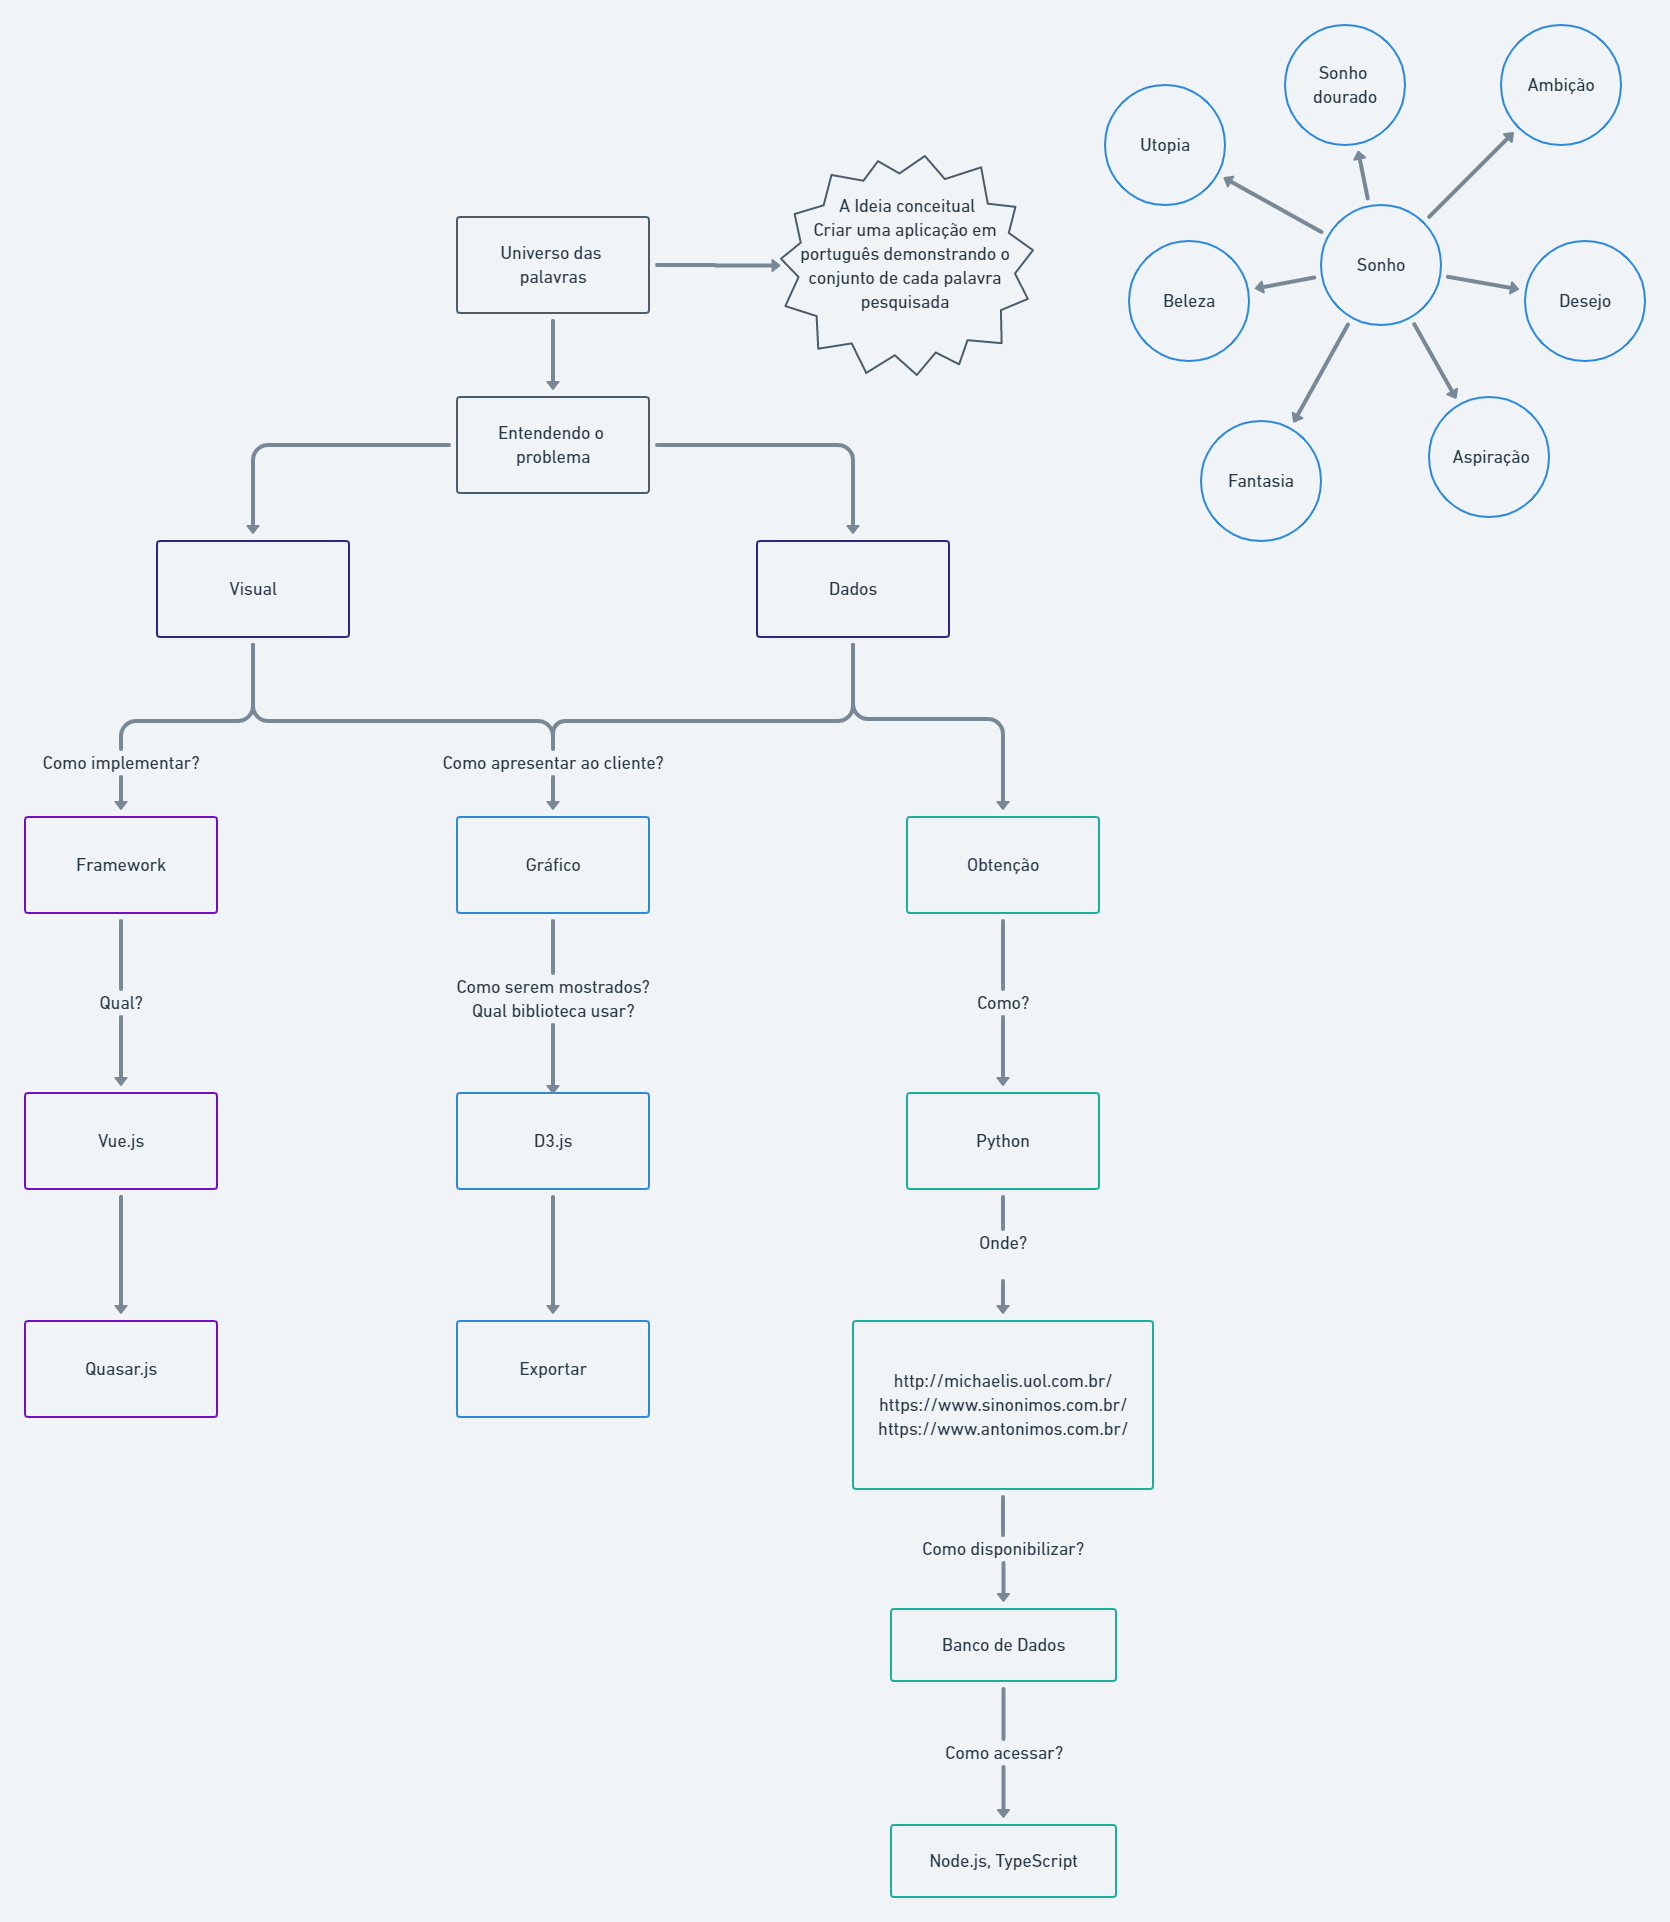 Universo das
palavras
A Ideia conceitual
Criar uma aplicação em
português demonstrando o
conjunto de cada palavra
pesquisada
Entendendo o
problema
Visual
Dados
Como implementar?
Como apresentar ao cliente?
Framework
Gráfico
Obtenção
Qual?
Como serem mostrados?
Qual biblioteca usar?
Como?
Vue.js
D3.js
Python
Onde?
Quasar.js
Exportar
http://michaelis.uol.com.br/
https://www.sinonimos.com.br/
https://www.antonimos.com.br/
Como disponibilizar?
Banco de Dados
Como acessar?
Node.js, TypeScript
Sonho
dourado
Ambição
Utopia
Sonho
Beleza
Desejo
Fantasia
Aspiração